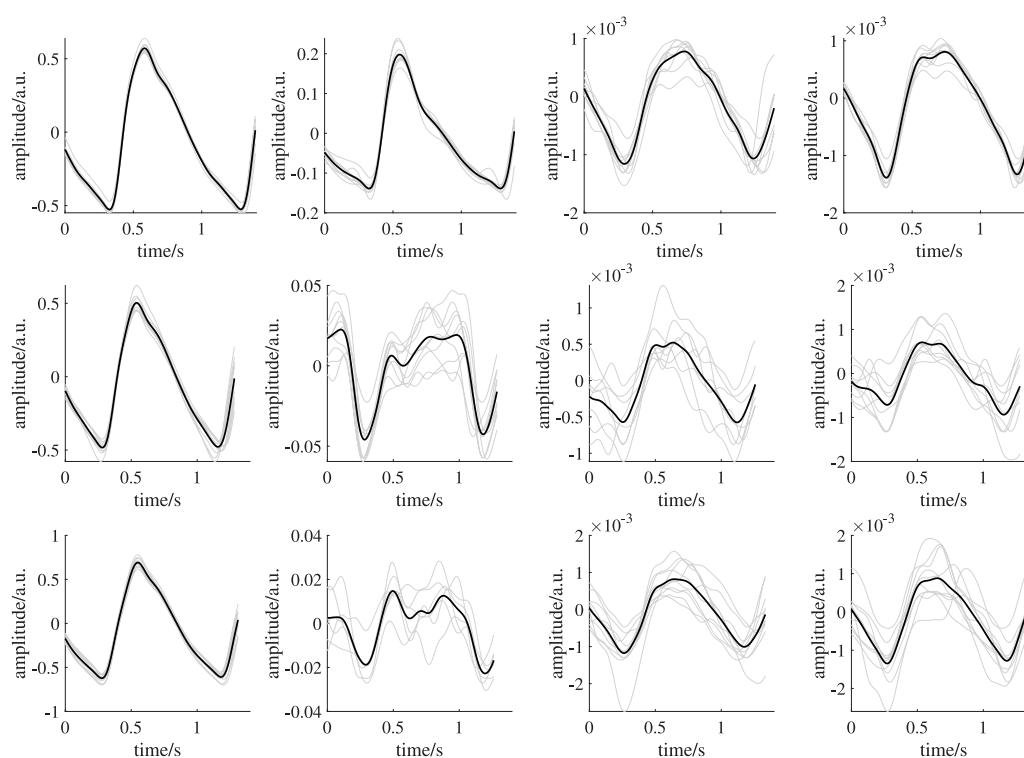 ×10⁻³ ×10⁻³
amplitude/a.u. 0.5 0 -0.5 0 0.5 1 time/s
amplitude/a.u. 0.2 0.1 0 -0.1 -0.2 0 0.5 1 time/s
amplitude/a.u. 1 0 -1 -2 0 0.5 1 time/s
amplitude/a.u. 1 0 -1 -2 0 0.5 1 time/s
×10⁻³ ×10⁻³
amplitude/a.u. 0.5 0 -0.5 0 0.5 1 time/s
amplitude/a.u. 0.05 0 -0.05 0 0.5 1 time/s
amplitude/a.u. 1 0.5 0 -0.5 -1 0 0.5 1 time/s
amplitude/a.u. 2 1 0 -1 -2 0 0.5 1 time/s
×10⁻³ ×10⁻³
amplitude/a.u. 1 0.5 0 -0.5 -1 0 0.5 1 time/s
amplitude/a.u. 0.04 0.02 0 -0.02 -0.04 0 0.5 1 time/s
amplitude/a.u. 2 1 0 -1 -2 0 0.5 1 time/s
amplitude/a.u. 2 1 0 -1 -2 0 0.5 1 time/s